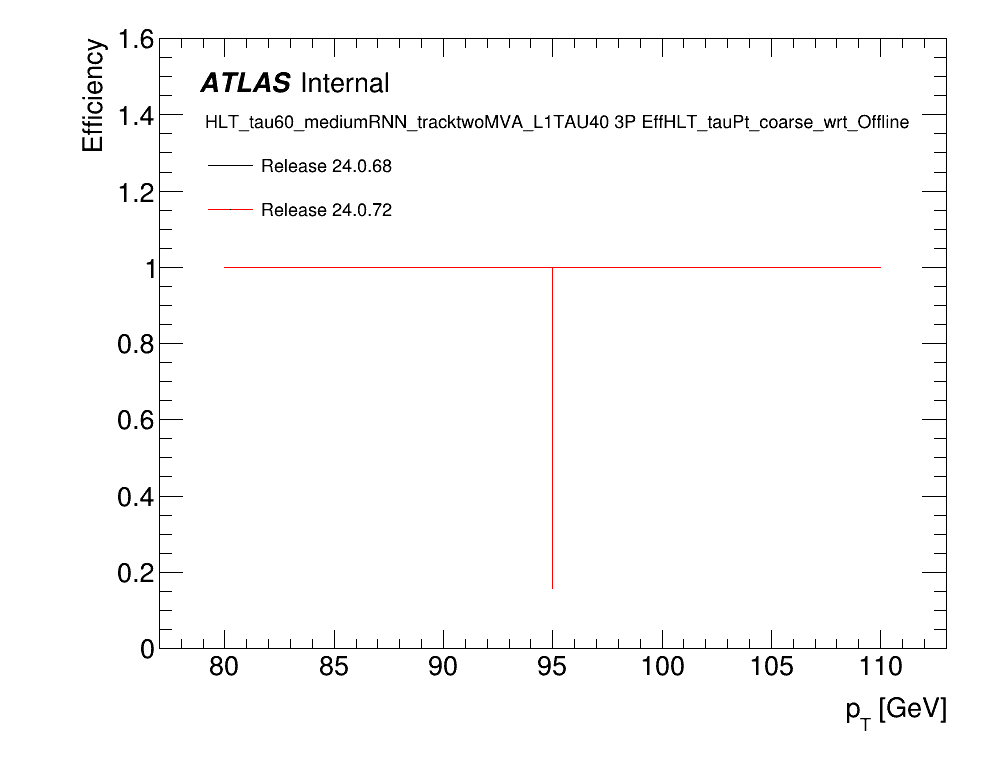 Efficiency
1.6
1.4
1.2
1
0.8
0.6
0.4
0.2
0
ATLAS Internal
HLT_tau60_mediumRNN_tracktwoMVA_L1TAU40 3P EffHLT_tauPt_coarse_wrt_Offline
Release 24.0.68
Release 24.0.72
80 85 90 95 100 105 110
p_T [GeV]